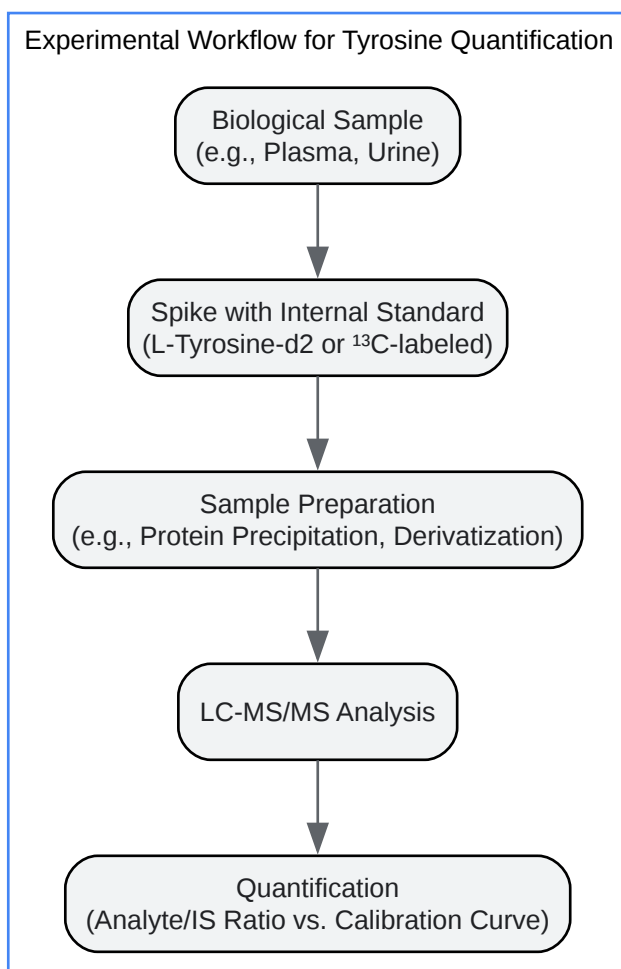 Experimental Workflow for Tyrosine Quantification
Biological Sample
(e.g., Plasma, Urine)
Spike with Internal Standard
(L-Tyrosine-d2 or ¹³C-labeled)
Sample Preparation
(e.g., Protein Precipitation, Derivatization)
LC-MS/MS Analysis
Quantification
(Analyte/IS Ratio vs. Calibration Curve)